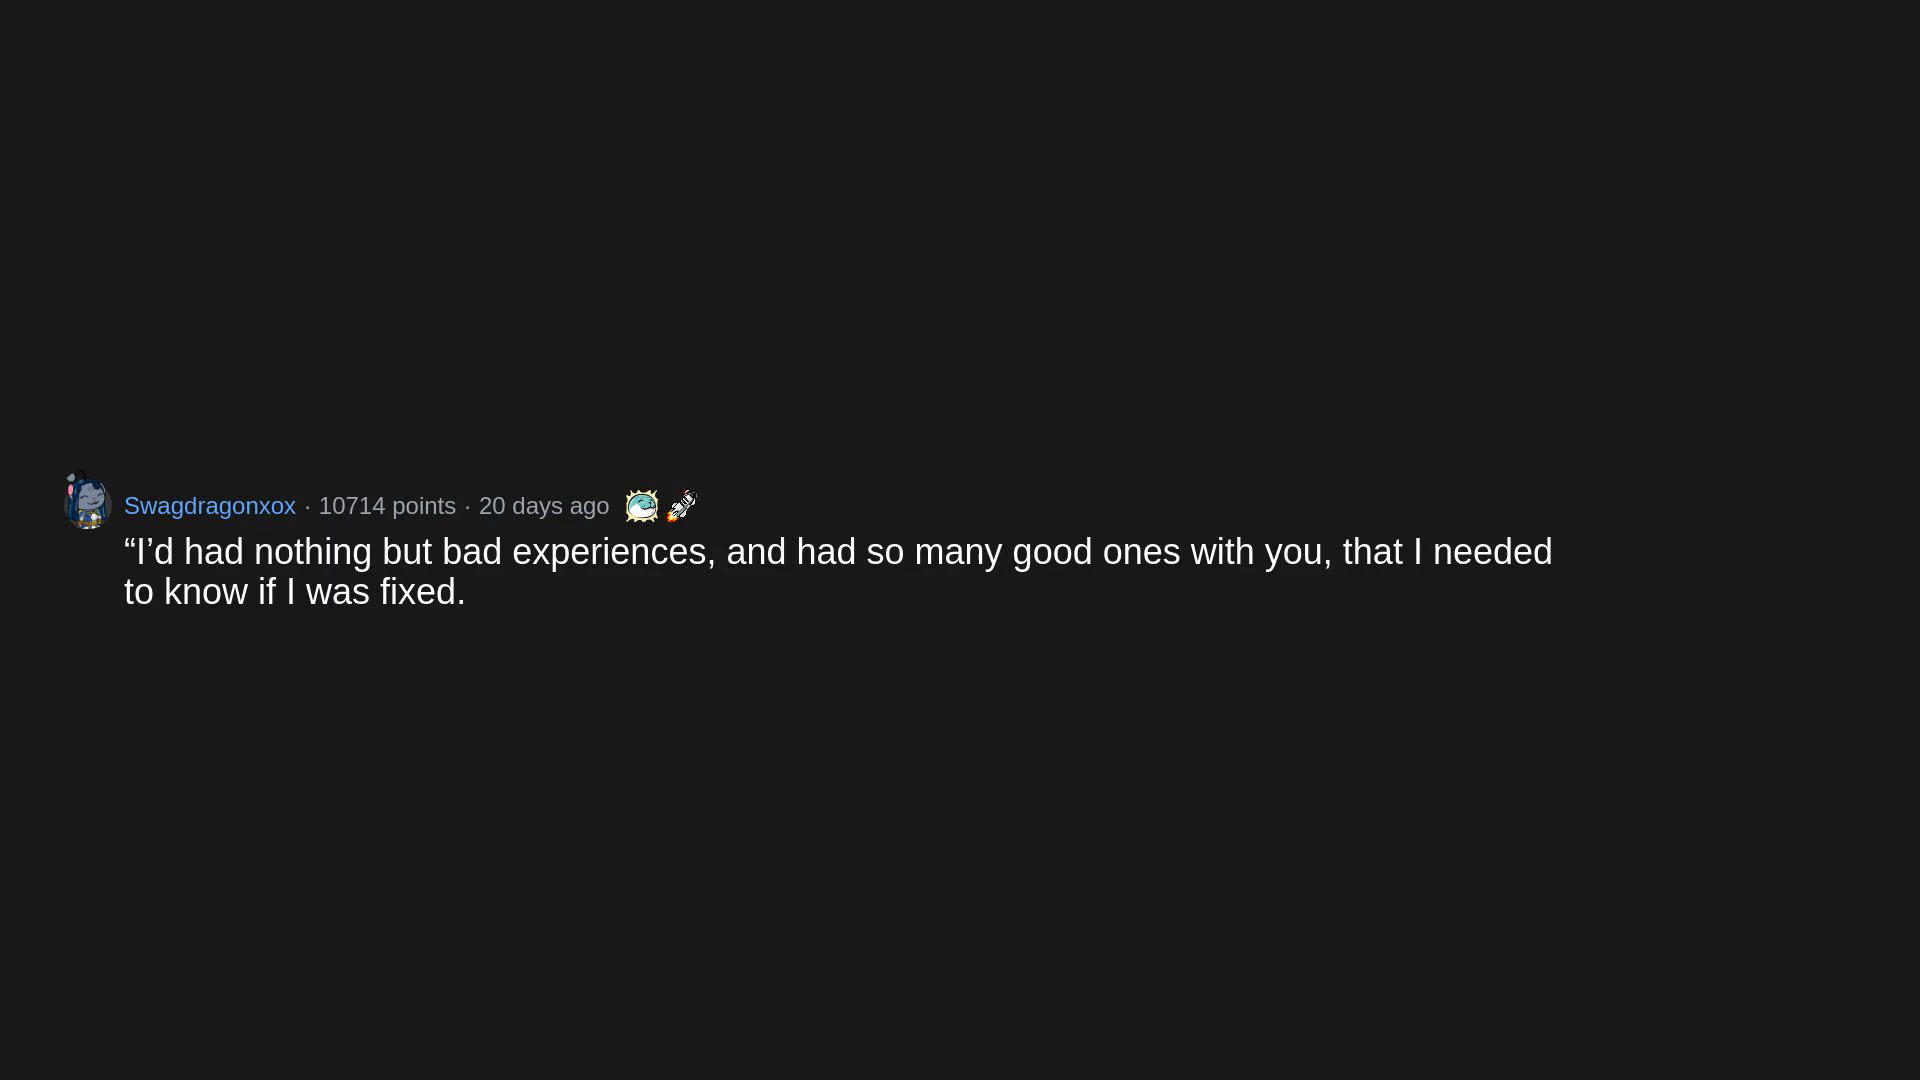 Swagdragonxox · 10714 points · 20 days ago
“I’d had nothing but bad experiences, and had so many good ones with you, that I needed
to know if I was fixed.